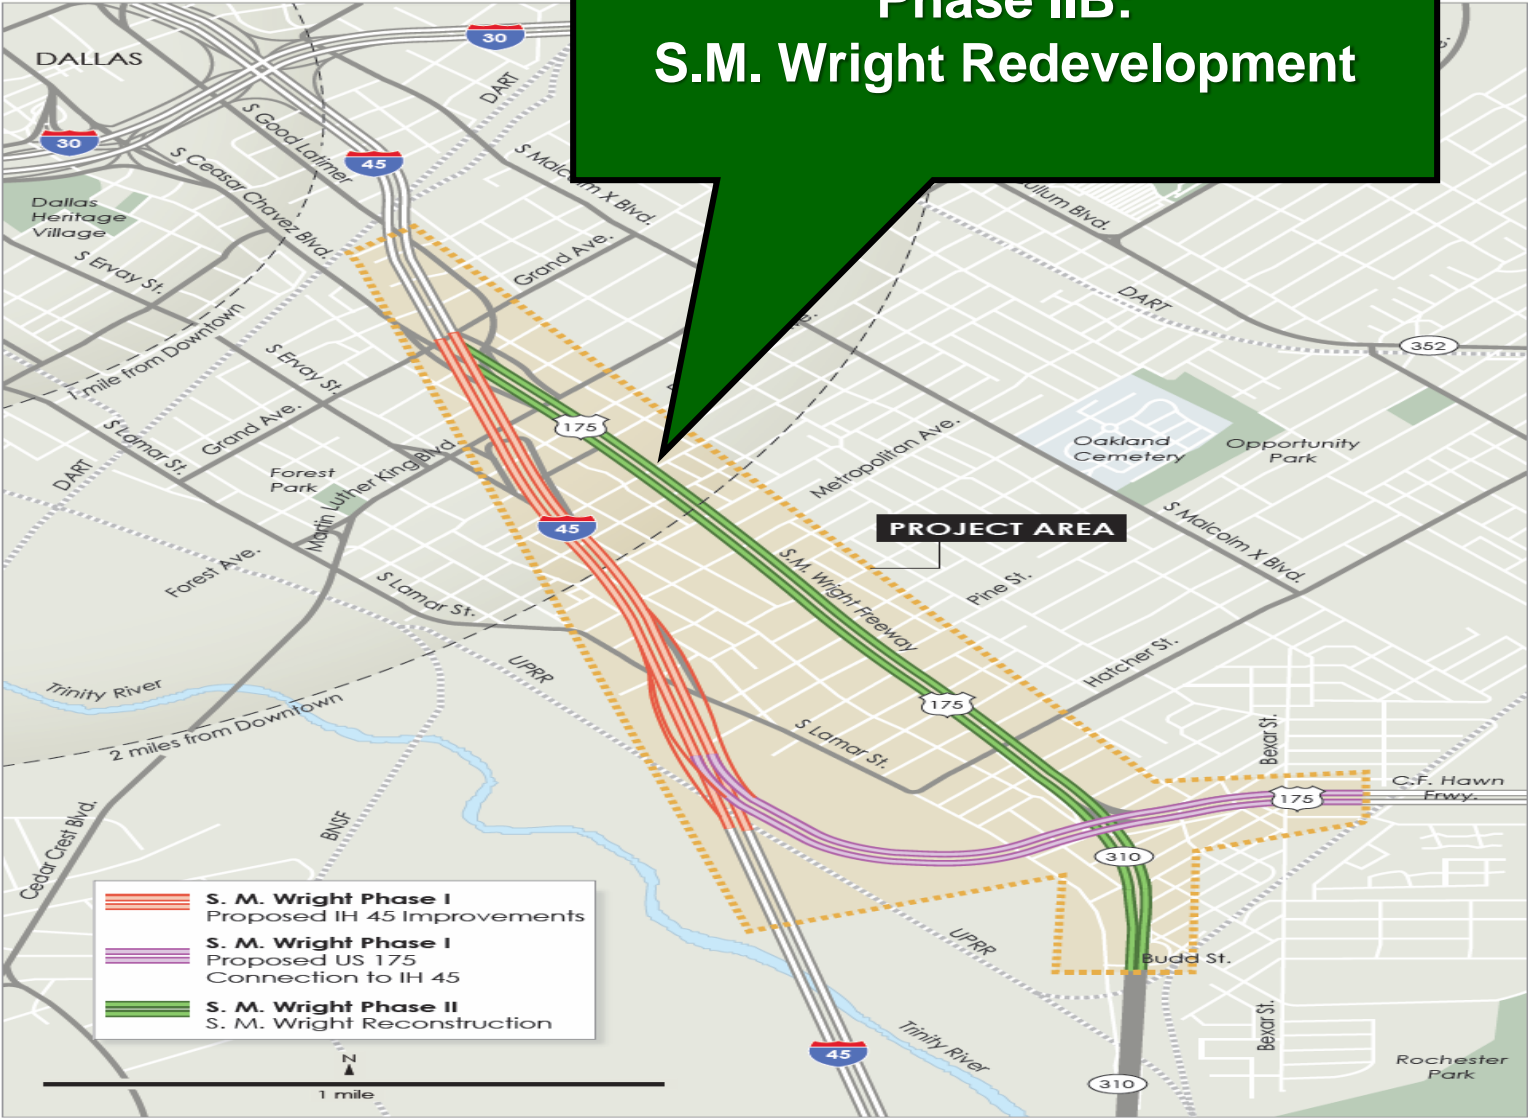 Phase IIB:
S.M. Wright Redevelopment
DALLAS
30
30
45
DART
S Good Latimer
S Malcolm X Blvd.
S Ceasar Chavez Blvd.
Dallas
Heritage
Village
S Ervay St.
Grand Ave.
DART
352
1 mile from Downtown
S Ervay St.
175
Grand Ave.
S Lamar St.
DART
Forest
Park
Martin Luther King Blvd.
Metropolitan Ave.
Oakland
Cemetery
Opportunity
Park
45
PROJECT AREA
S Malcolm X Blvd.
Forest Ave.
S Lamar St.
S.M. Wright Freeway
Pine St.
Hatcher St.
UPRR
Trinity River
2 miles from Downtown
175
S Lamar St.
Bexar St.
C.F. Hawn
Frwy.
175
Cedar Crest Blvd.
BNSF
310
S. M. Wright Phase I
Proposed IH 45 Improvements
S. M. Wright Phase I
Proposed US 175
Connection to IH 45
S. M. Wright Phase II
S. M. Wright Reconstruction
UPRR
Budd St.
Bexar St.
Trinity River
45
N
1 mile
310
Rochester
Park